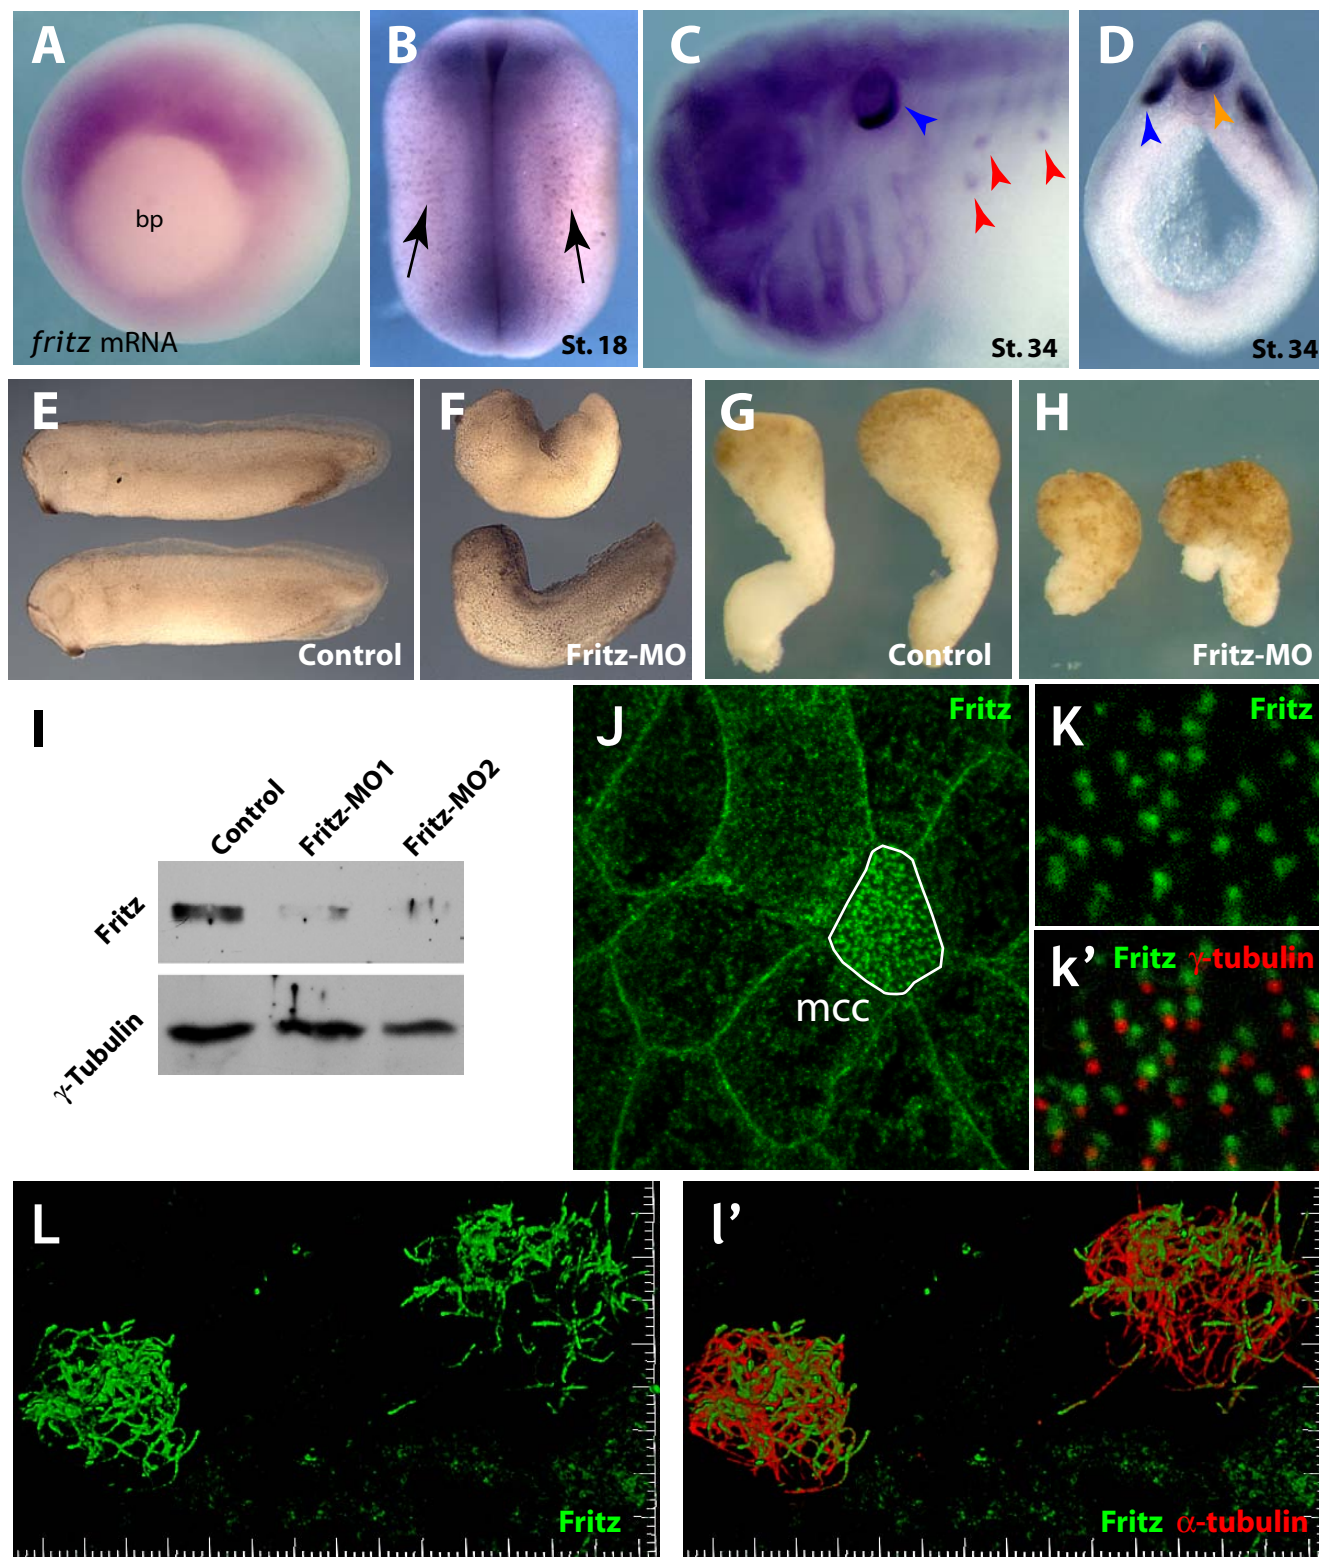 A
bp
fritz mRNA
B
St. 18
C
St. 34
D
St. 34
E
Control
F
Fritz-MO
G
Control
H
Fritz-MO
I
Control
Fritz-MO1
Fritz-MO2
Fritz
γ-Tubulin
J
Fritz
mcc
K
Fritz
k’
Fritz γ-tubulin
L
Fritz
l’
Fritz α-tubulin